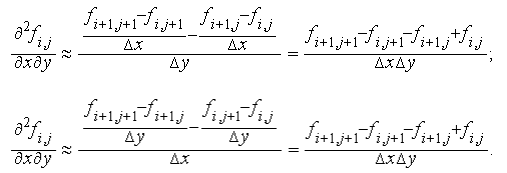 ∂²f_{i,j}/∂x∂y ≈ ((f_{i+1,j+1}−f_{i,j+1})/Δx − (f_{i+1,j}−f_{i,j})/Δx)/Δy = (f_{i+1,j+1}−f_{i,j+1}−f_{i+1,j}+f_{i,j})/ΔxΔy;
∂²f_{i,j}/∂x∂y ≈ ((f_{i+1,j+1}−f_{i+1,j})/Δy − (f_{i,j+1}−f_{i,j})/Δy)/Δx = (f_{i+1,j+1}−f_{i,j+1}−f_{i+1,j}+f_{i,j})/ΔxΔy.